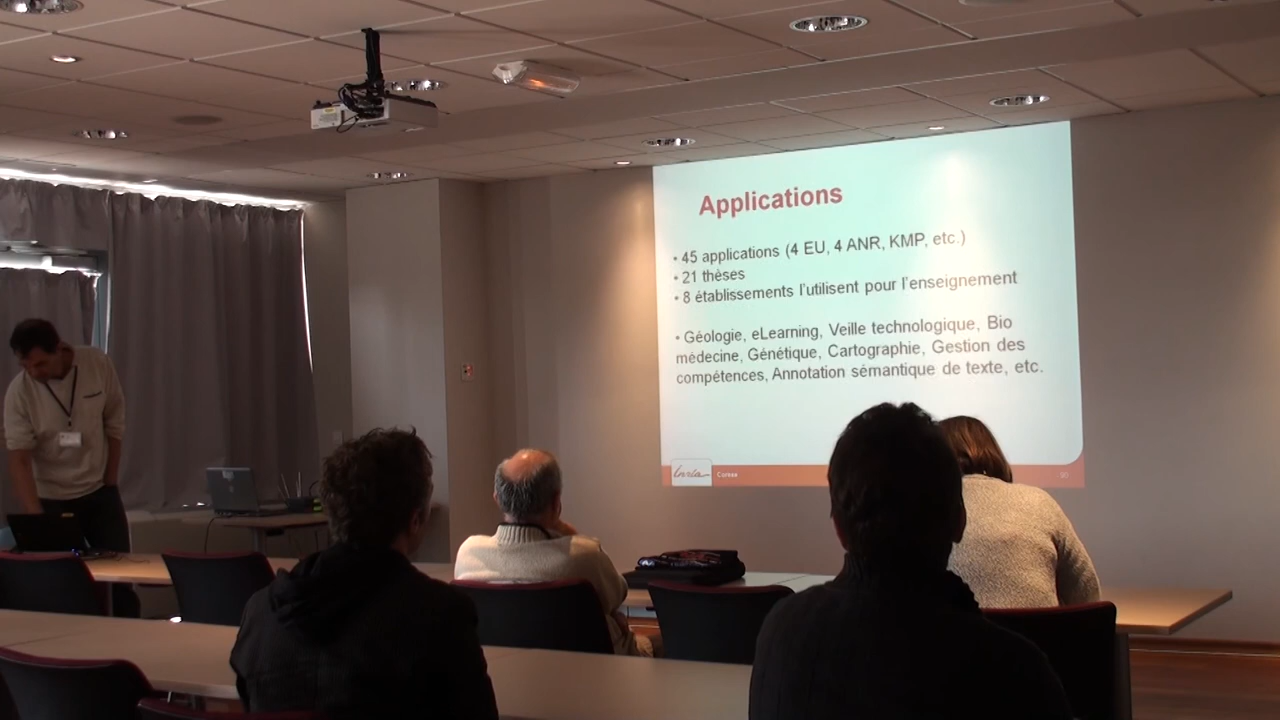 Applications
• 45 applications (4 EU, 4 ANR, KMP, etc.)
• 21 thèses
• 8 établissements l'utilisent pour l'enseignement
• Géologie, eLearning, Veille technologique, Bio
médecine, Génétique, Cartographie, Gestion des
compétences, Annotation sémantique de texte, etc.
Inria